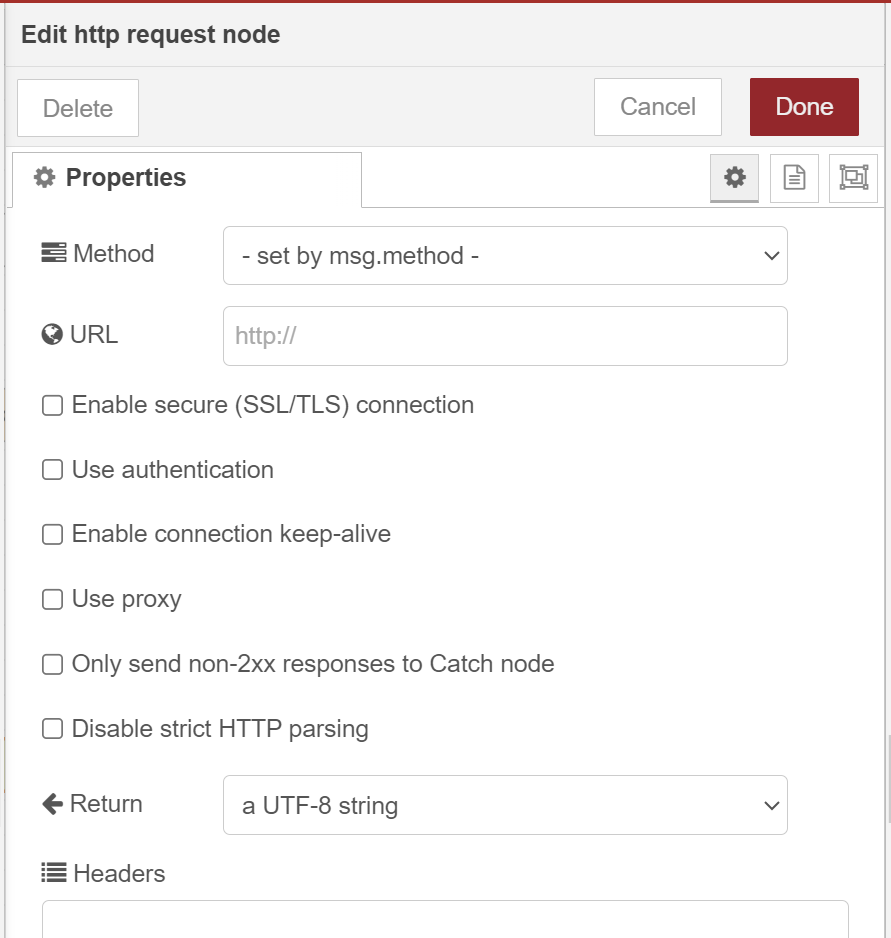 Edit http request node
Delete
Cancel
Done
Properties
Method
- set by msg.method -
URL
http://
Enable secure (SSL/TLS) connection
Use authentication
Enable connection keep-alive
Use proxy
Only send non-2xx responses to Catch node
Disable strict HTTP parsing
Return
a UTF-8 string
Headers